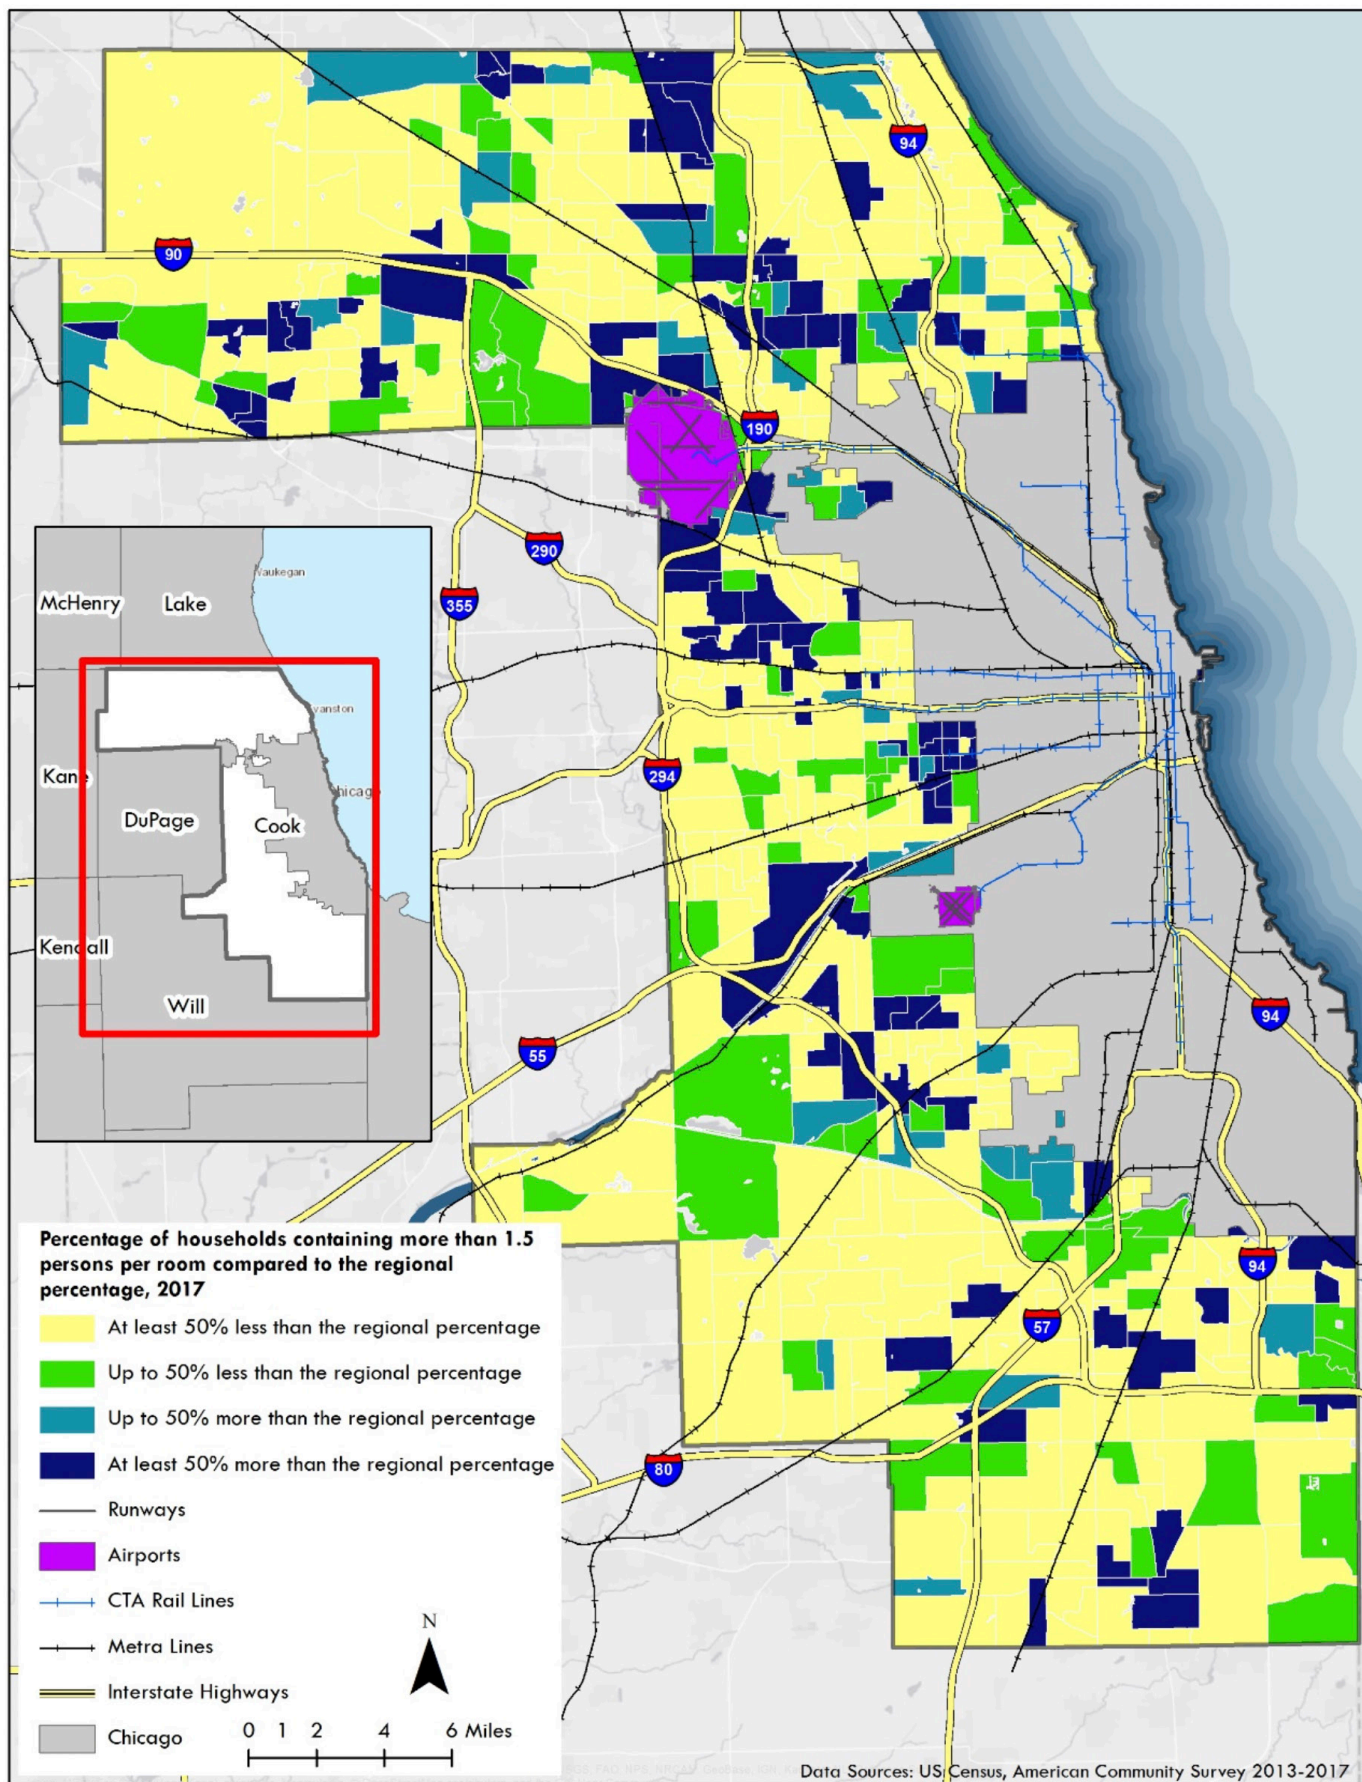 94
90
190
290
355
294
55
94
94
57
80
Waukegan
McHenry
Lake
vanston
Kane
hicago
DuPage
Cook
Kendall
Will
Percentage of households containing more than 1.5
persons per room compared to the regional
percentage, 2017
At least 50% less than the regional percentage
Up to 50% less than the regional percentage
Up to 50% more than the regional percentage
At least 50% more than the regional percentage
Runways
Airports
CTA Rail Lines
Metra Lines
Interstate Highways
Chicago
N
0 1 2 4 6 Miles
Data Sources: US Census, American Community Survey 2013-2017